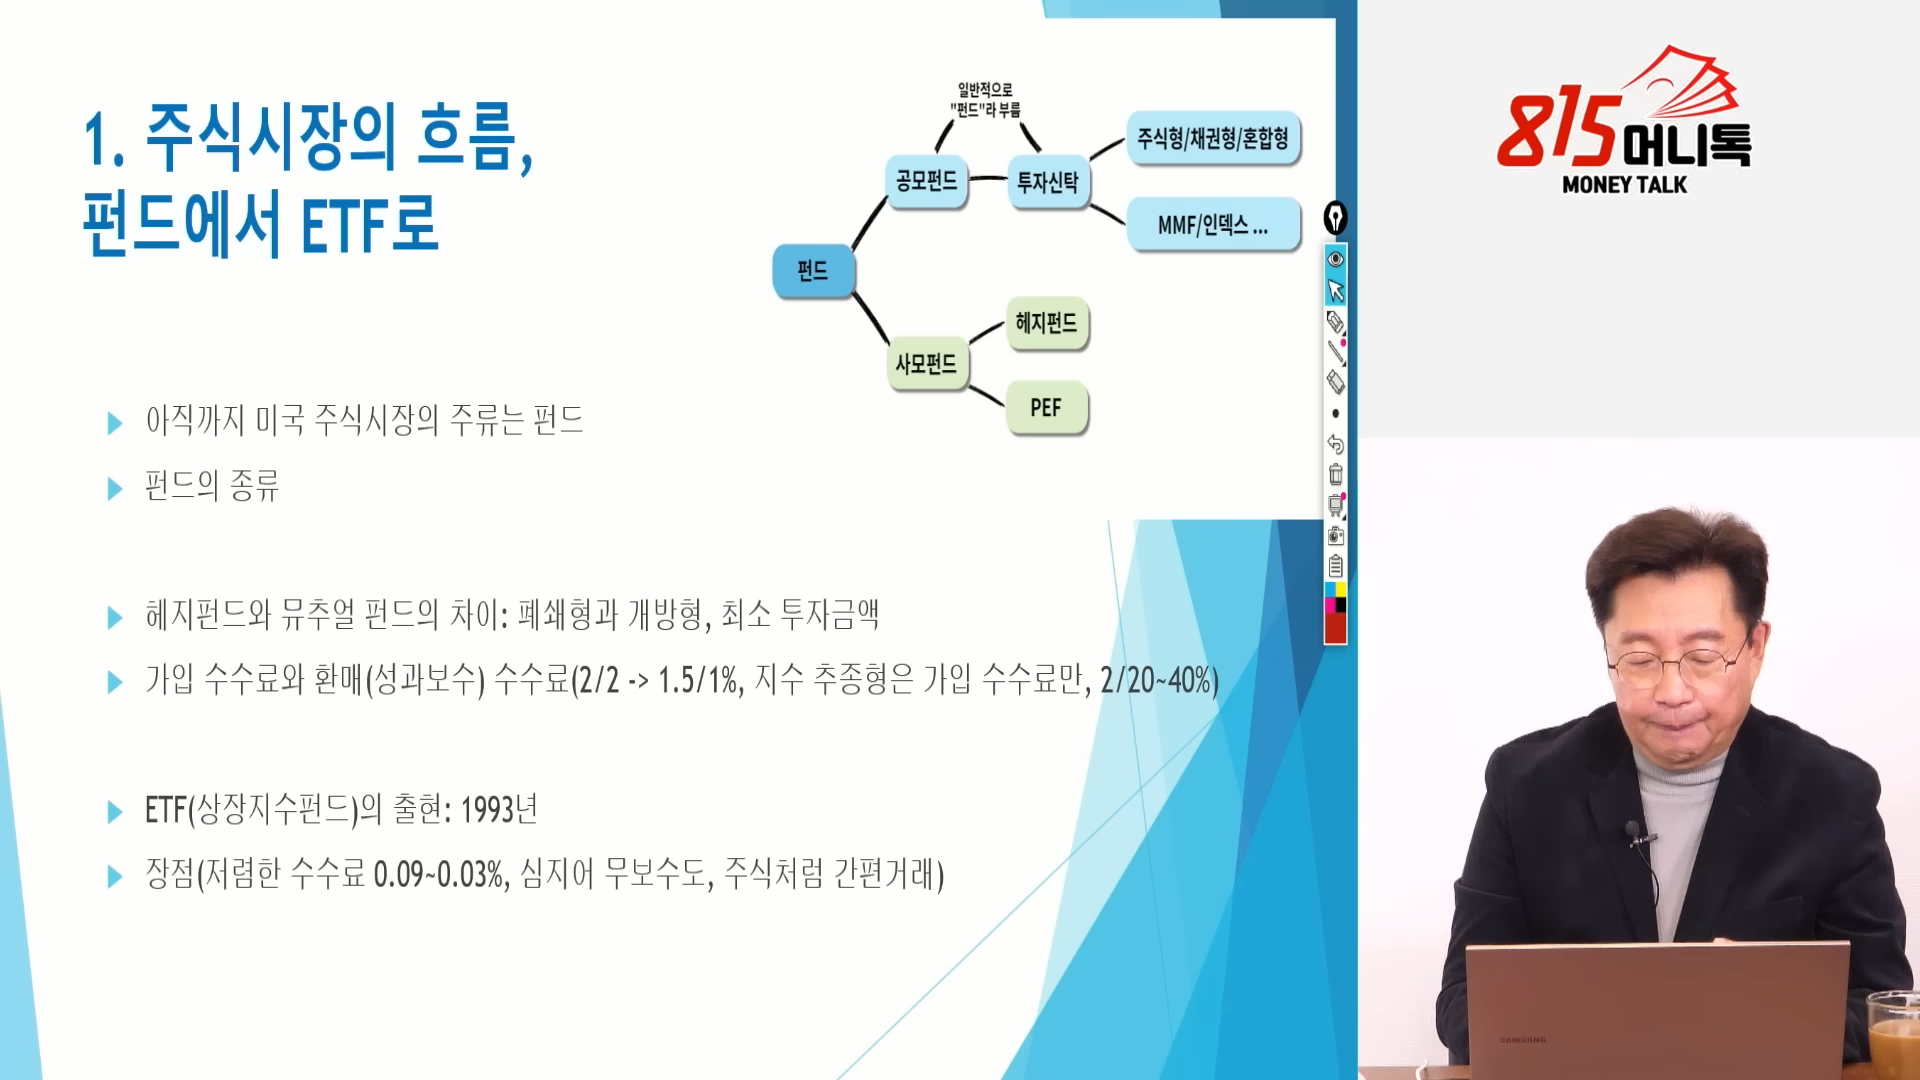 1. 주식시장의 흐름,
펀드에서 ETF로
일반적으로
"펀드"라 부름
펀드
공모펀드
투자신탁
주식형/채권형/혼합형
MMF/인덱스 ...
사모펀드
헤지펀드
PEF
아직까지 미국 주식시장의 주류는 펀드
펀드의 종류
헤지펀드와 뮤추얼 펀드의 차이: 폐쇄형과 개방형, 최소 투자금액
가입 수수료와 환매(성과보수) 수수료(2/2 -> 1.5/1%, 지수 추종형은 가입 수수료만, 2/20~40%)
ETF(상장지수펀드)의 출현: 1993년
장점(저렴한 수수료 0.09~0.03%, 심지어 무보수도, 주식처럼 간편거래)
815머니톡
MONEY TALK
SAMSUNG